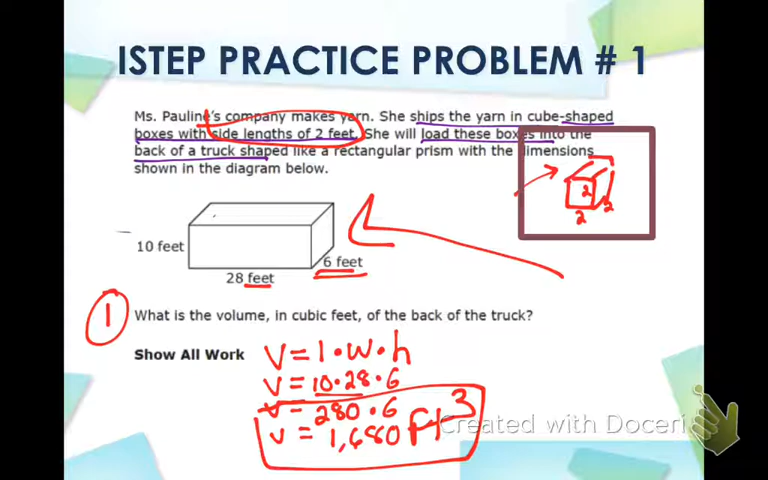 ISTEP PRACTICE PROBLEM # 1
Ms. Pauline's company makes yarn. She ships the yarn in cube-shaped
boxes with side lengths of 2 feet. She will load these boxes into the
back of a truck shaped like a rectangular prism with the dimensions
shown in the diagram below.
2
2
2
10 feet
6 feet
28 feet
1
What is the volume, in cubic feet, of the back of the truck?
Show All Work
V = l • w • h
V = 10 • 28 • 6
V = 280 • 6
V = 1,680 ft³
Created with Doceri